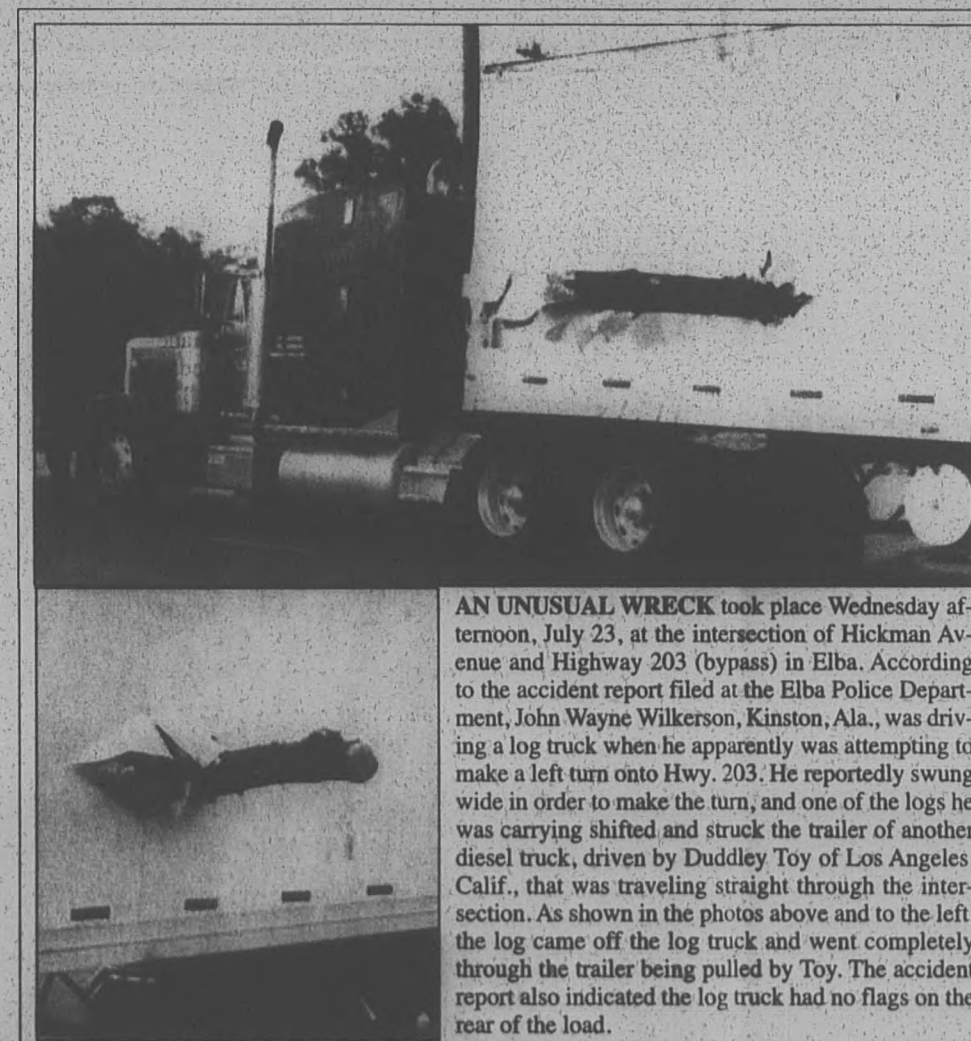 AN UNUSUAL WRECK took place Wednesday af-
ternoon, July 23, at the intersection of Hickman Av-
enue and Highway 203 (bypass) in Elba. According
to the accident report filed at the Elba Police Depart-
ment, John Wayne Wilkerson, Kinston, Ala., was driv-
ing a log truck when he apparently was attempting to
make a left turn onto Hwy. 203. He reportedly swung
wide in order to make the turn, and one of the logs he
was carrying shifted and struck the trailer of another
diesel truck, driven by Duddley Toy of Los Angeles
Calif., that was traveling straight through the inter-
section. As shown in the photos above and to the left
the log came off the log truck and went completely
through the trailer being pulled by Toy. The accident
report also indicated the log truck had no flags on the
rear of the load.